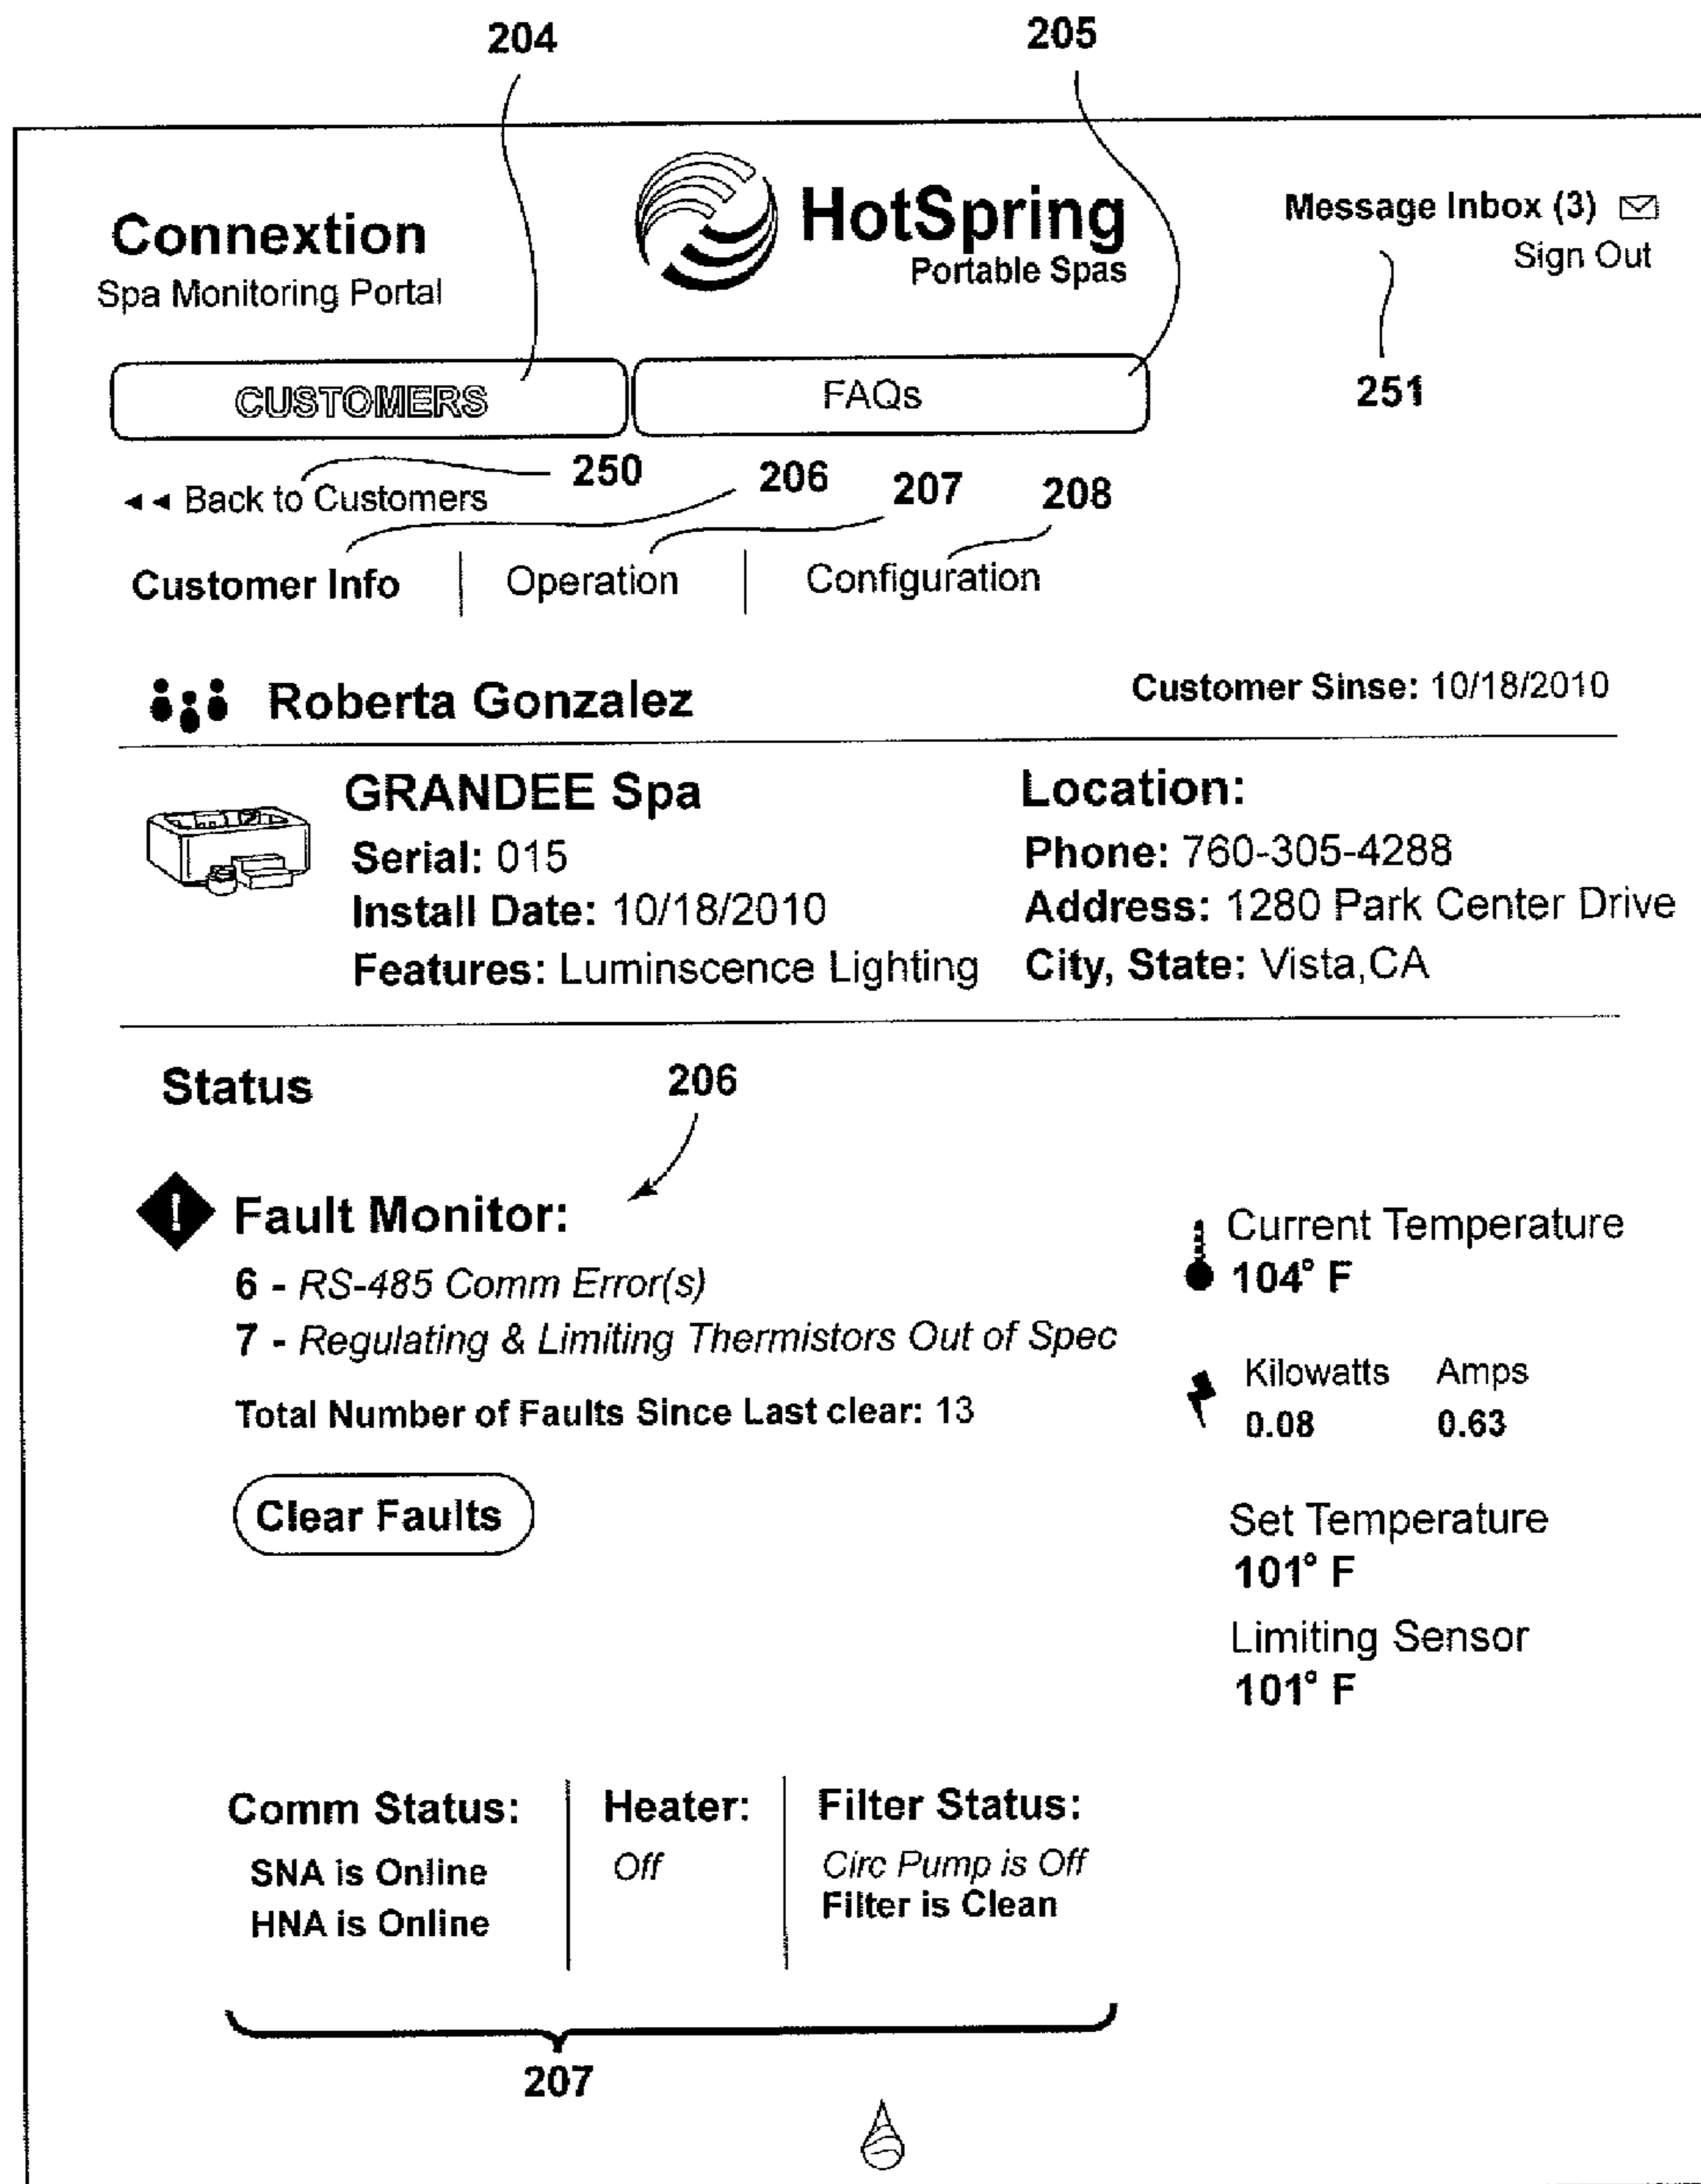 204 205
Connextion
Spa Monitoring Portal
HotSpring
Portable Spas
Message Inbox (3)
Sign Out
251
CUSTOMERS FAQs
◄◄ Back to Customers 250 206 207 208
Customer Info | Operation | Configuration
Roberta Gonzalez Customer Sinse: 10/18/2010
GRANDEE Spa
Serial: 015
Install Date: 10/18/2010
Features: Luminscence Lighting
Location:
Phone: 760-305-4288
Address: 1280 Park Center Drive
City, State: Vista,CA
Status 206
! Fault Monitor:
6 - RS-485 Comm Error(s)
7 - Regulating & Limiting Thermistors Out of Spec
Total Number of Faults Since Last clear: 13
Clear Faults
Current Temperature
104° F
Kilowatts Amps
0.08 0.63
Set Temperature
101° F
Limiting Sensor
101° F
Comm Status:
SNA is Online
HNA is Online
Heater:
Off
Filter Status:
Circ Pump is Off
Filter is Clean
207